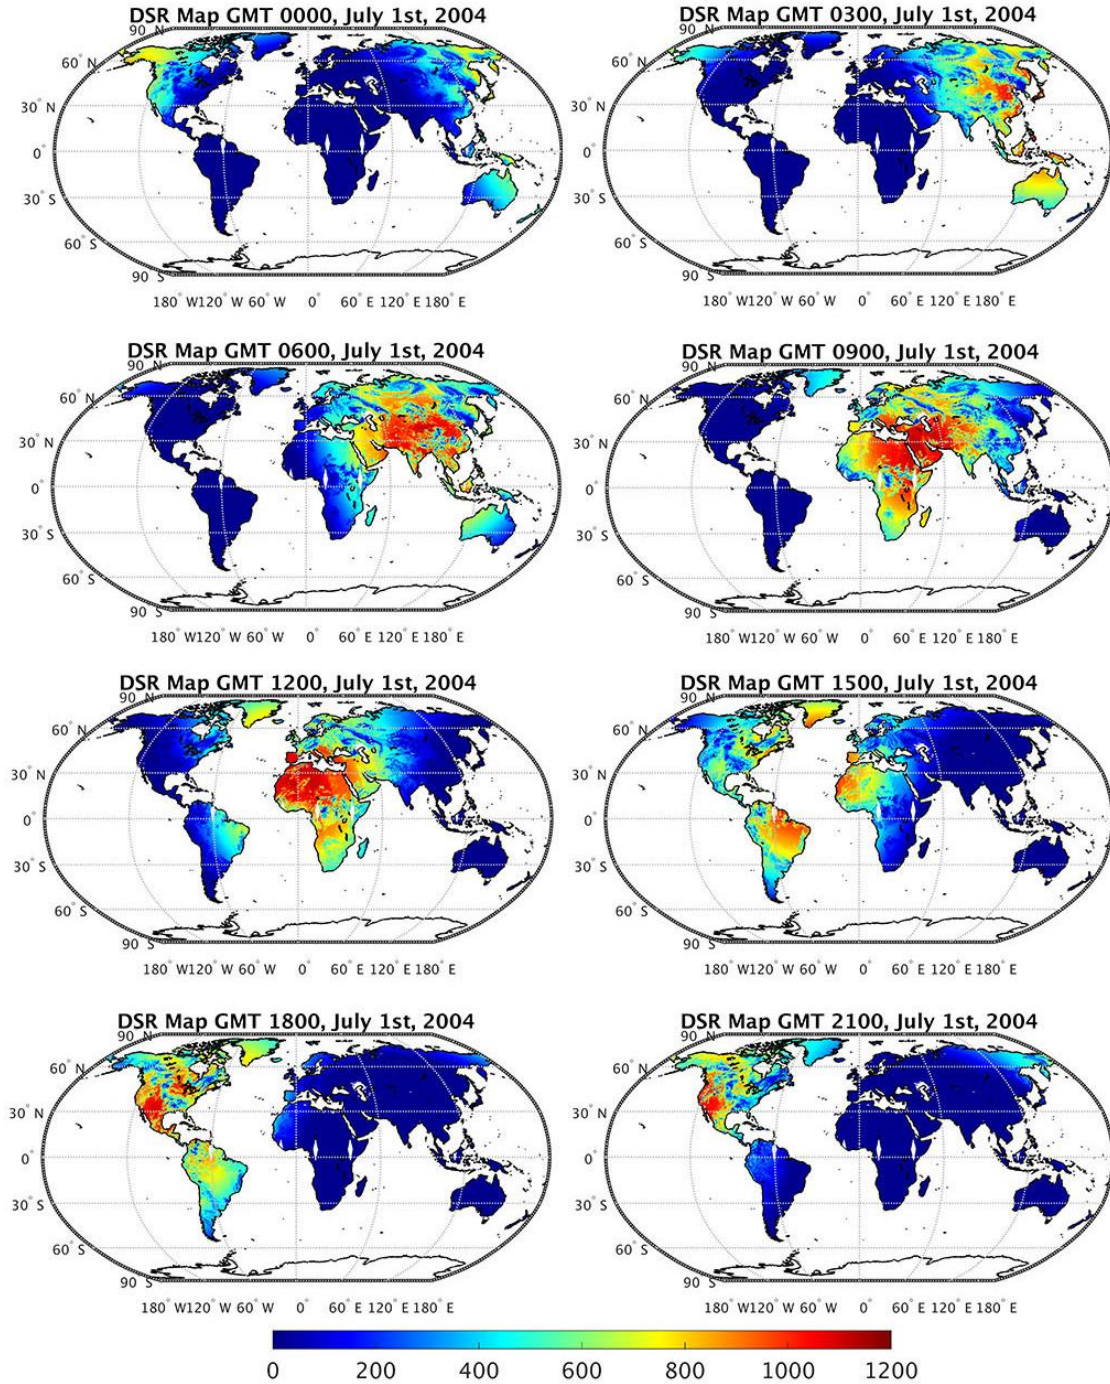 DSR Map GMT 0000, July 1st, 2004
90° N
60° N
30° N
0°
30° S
60° S
90° S
180° W120° W 60° W 0° 60° E 120° E 180° E
DSR Map GMT 0300, July 1st, 2004
90° N
60° N
30° N
0°
30° S
60° S
90° S
180° W120° W 60° W 0° 60° E 120° E 180° E
DSR Map GMT 0600, July 1st, 2004
90° N
60° N
30° N
0°
30° S
60° S
90° S
180° W120° W 60° W 0° 60° E 120° E 180° E
DSR Map GMT 0900, July 1st, 2004
90° N
60° N
30° N
0°
30° S
60° S
90° S
180° W120° W 60° W 0° 60° E 120° E 180° E
DSR Map GMT 1200, July 1st, 2004
90° N
60° N
30° N
0°
30° S
60° S
90° S
180° W120° W 60° W 0° 60° E 120° E 180° E
DSR Map GMT 1500, July 1st, 2004
90° N
60° N
30° N
0°
30° S
60° S
90° S
180° W120° W 60° W 0° 60° E 120° E 180° E
DSR Map GMT 1800, July 1st, 2004
90° N
60° N
30° N
0°
30° S
60° S
90° S
180° W120° W 60° W 0° 60° E 120° E 180° E
DSR Map GMT 2100, July 1st, 2004
90° N
60° N
30° N
0°
30° S
60° S
90° S
180° W120° W 60° W 0° 60° E 120° E 180° E
0 200 400 600 800 1000 1200